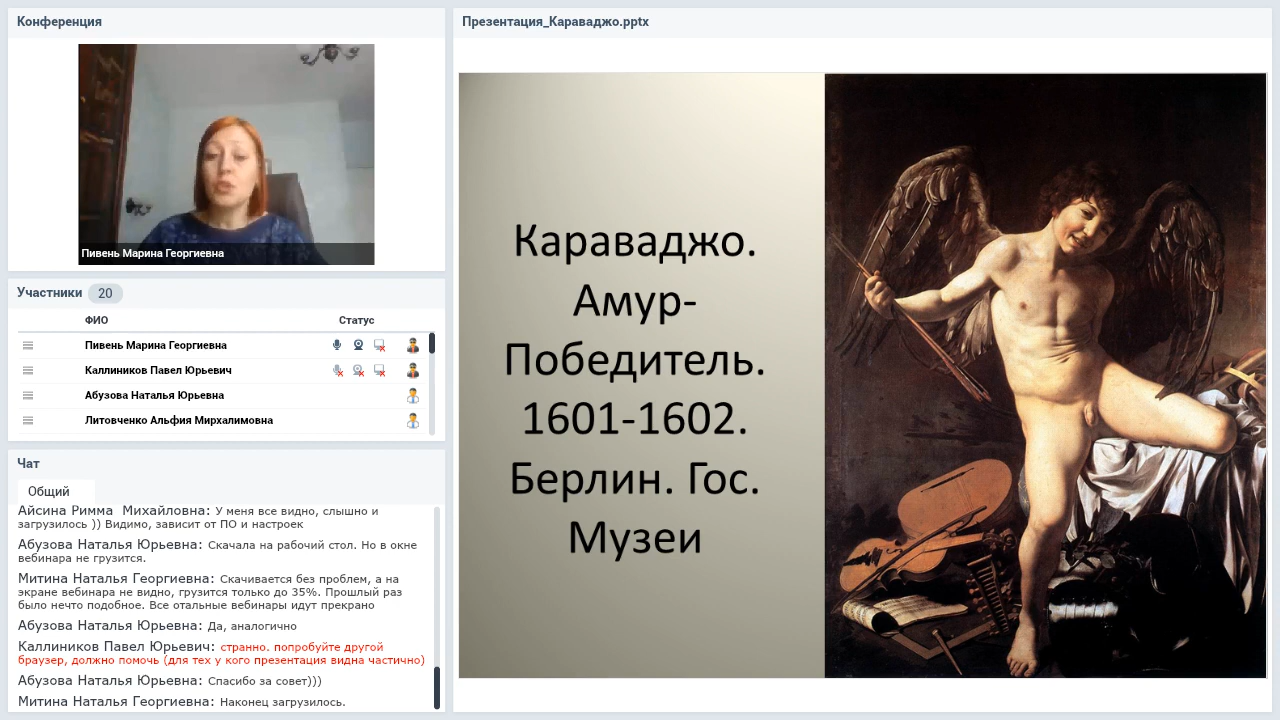 Конференция
Пивень Марина Георгиевна
Участники 20
ФИО Статус
Пивень Марина Георгиевна
Каллиников Павел Юрьевич
Абузова Наталья Юрьевна
Литовченко Альфия Мирхалимовна
Чат
Общий
Айсина Римма Михайловна: У меня все видно, слышно и
загрузилось )) Видимо, зависит от ПО и настроек
Абузова Наталья Юрьевна: Скачала на рабочий стол. Но в окне
вебинара не грузится.
Митина Наталья Георгиевна: Скачивается без проблем, а на
экране вебинара не видно, грузится только до 35%. Прошлый раз
было нечто подобное. Все отальные вебинары идут прекрано
Абузова Наталья Юрьевна: Да, аналогично
Каллиников Павел Юрьевич: странно. попробуйте другой
браузер, должно помочь (для тех у кого презентация видна частично)
Абузова Наталья Юрьевна: Спасибо за совет)))
Митина Наталья Георгиевна: Наконец загрузилось.
Презентация_Караваджо.pptx
Караваджо.
Амур-
Победитель.
1601-1602.
Берлин. Гос.
Музеи